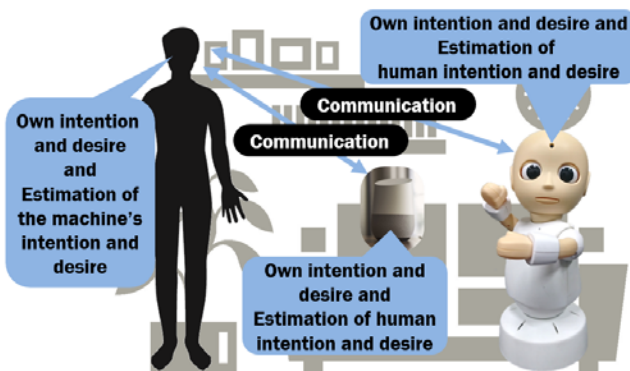 Own intention and desire and
Estimation of
human intention and desire
Communication
Communication
Own intention
and desire
and
Estimation of
the machine's
intention and
desire
Own intention and
desire and
Estimation of human
intention and desire